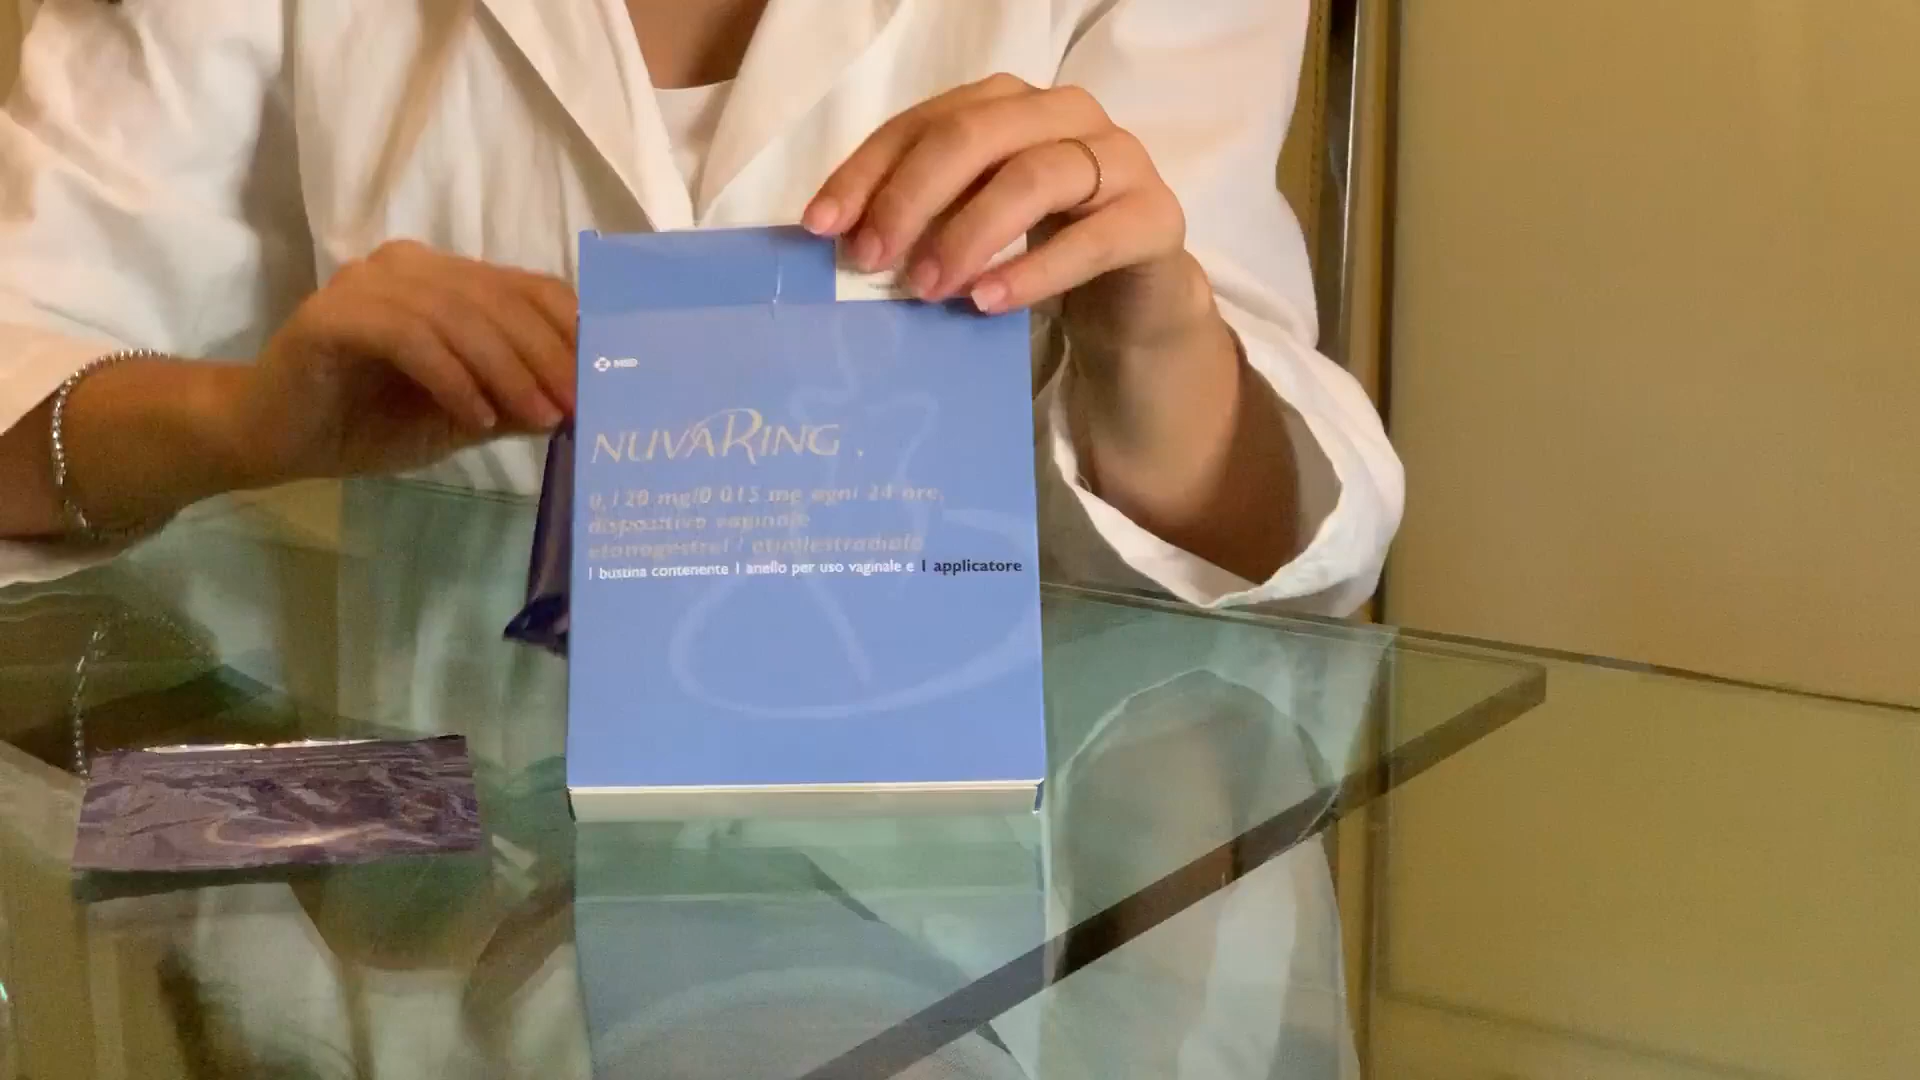 MSD
NUVARING
0,120 mg/0,015 mg ogni 24 ore,
dispositivo vaginale
etonogestrel / etinilestradiolo
1 bustina contenente 1 anello per uso vaginale e 1 applicatore